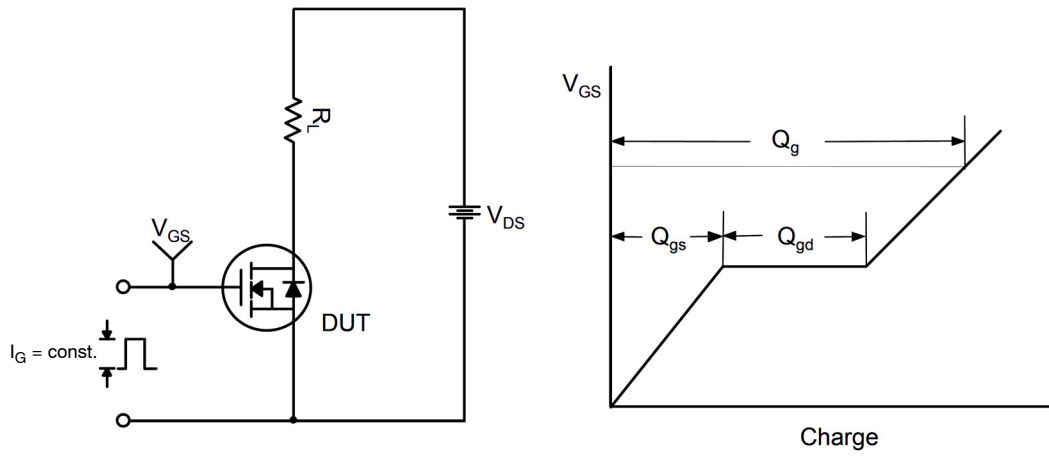 R_L
V_GS
V_DS
DUT
I_G = const.
V_GS
Q_g
Q_gs
Q_gd
Charge